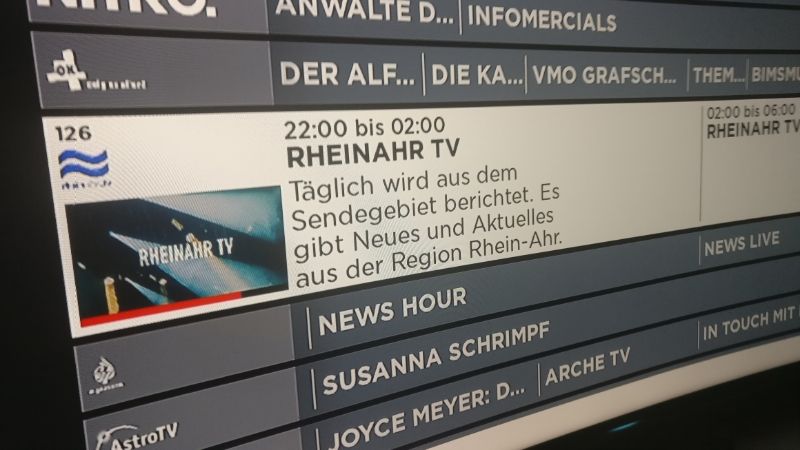 NITRO.
ANWÄLTE D...
INFOMERCIALS
OK
DER ALF...
DIE KA...
VMO GRAFSCH...
THEM...
BIMSMU
126
22:00 bis 02:00
RHEINAHR TV
Täglich wird aus dem
Sendegebiet berichtet. Es
gibt Neues und Aktuelles
aus der Region Rhein-Ahr.
RHEINAHR TV
02:00 bis 06:00
RHEINAHR TV
NEWS HOUR
NEWS LIVE
SUSANNA SCHRIMPF
IN TOUCH MIT
AstroTV
JOYCE MEYER: D...
ARCHE TV